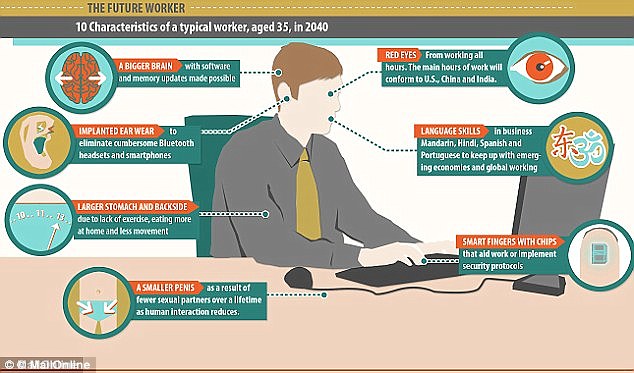 THE FUTURE WORKER
10 Characteristics of a typical worker, aged 35, in 2040
A BIGGER BRAIN with software
and memory updates made possible
RED EYES From working all
hours. The main hours of work will
conform to U.S., China and India.
IMPLANTED EAR WEAR to
eliminate cumbersome Bluetooth
headsets and smartphones
LANGUAGE SKILLS in business
Mandarin, Hindi, Spanish and
Portuguese to keep up with emerg-
ing economies and global working
东 ॐ
LARGER STOMACH AND BACKSIDE
due to lack of exercise, eating more
at home and less movement
10 11 12
SMART FINGERS WITH CHIPS
that aid work or implement
security protocols
A SMALLER PENIS as a result of
fewer sexual partners over a lifetime
as human interaction reduces.
© MailOnline